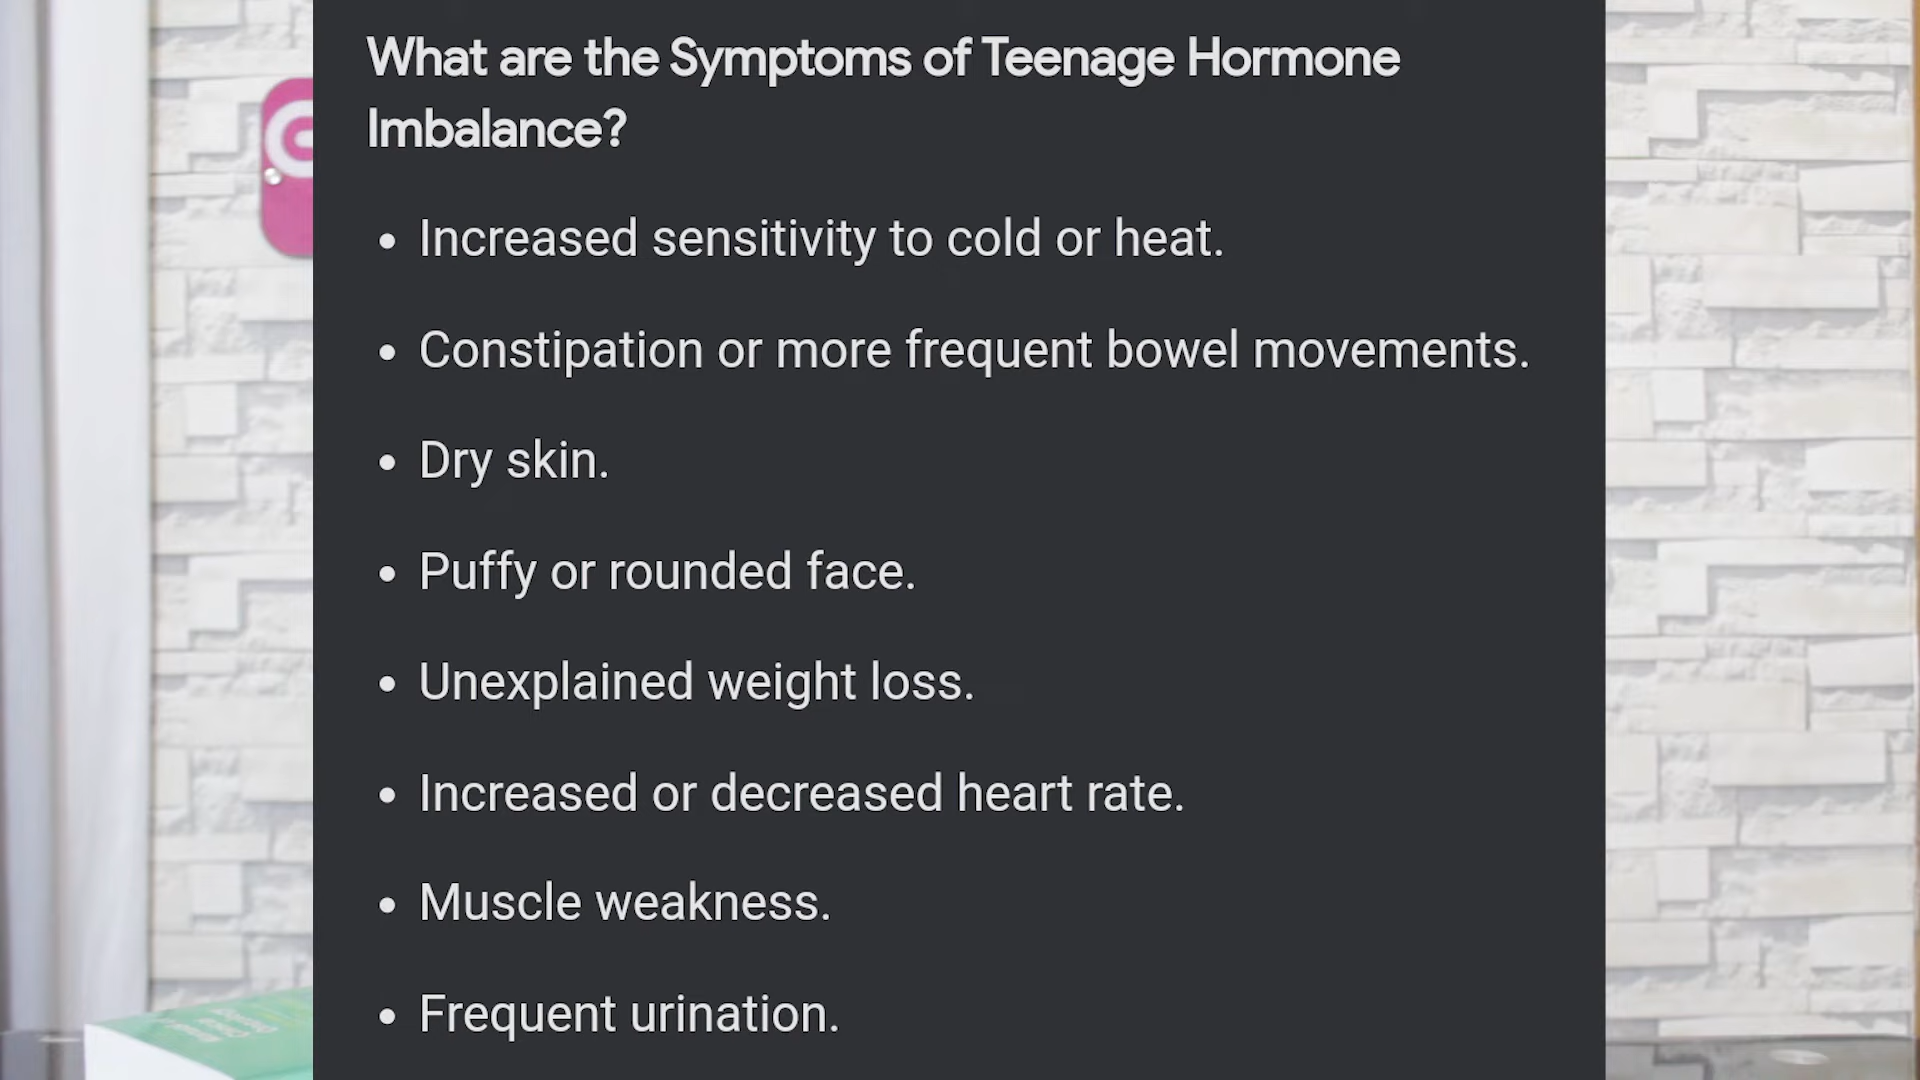 What are the Symptoms of Teenage Hormone
Imbalance?
• Increased sensitivity to cold or heat.
• Constipation or more frequent bowel movements.
• Dry skin.
• Puffy or rounded face.
• Unexplained weight loss.
• Increased or decreased heart rate.
• Muscle weakness.
• Frequent urination.